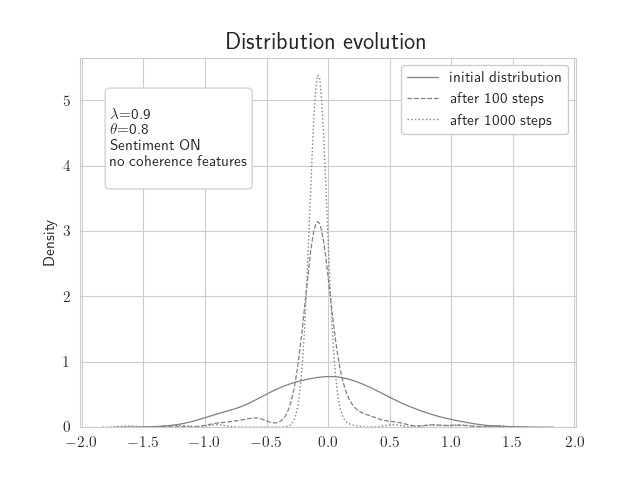 Distribution evolution
initial distribution
after 100 steps
after 1000 steps
λ=0.9
θ=0.8
Sentiment ON
no coherence features
Density
5
4
3
2
1
0
−2.0 −1.5 −1.0 −0.5 0.0 0.5 1.0 1.5 2.0